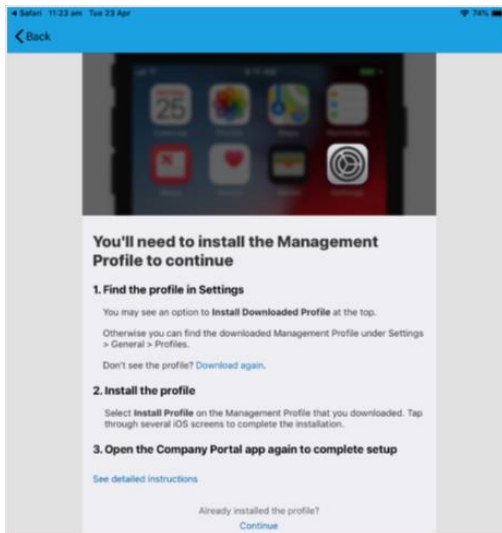 Safari 11:23 am Tue 23 Apr 74%
Back
25
Calendar Photos Maps Reminders
Settings
You'll need to install the Management
Profile to continue
1. Find the profile in Settings
You may see an option to Install Downloaded Profile at the top.
Otherwise you can find the downloaded Management Profile under Settings
> General > Profiles.
Don't see the profile? Download again.
2. Install the profile
Select Install Profile on the Management Profile that you downloaded. Tap
through several iOS screens to complete the installation.
3. Open the Company Portal app again to complete setup
See detailed instructions
Already installed the profile?
Continue